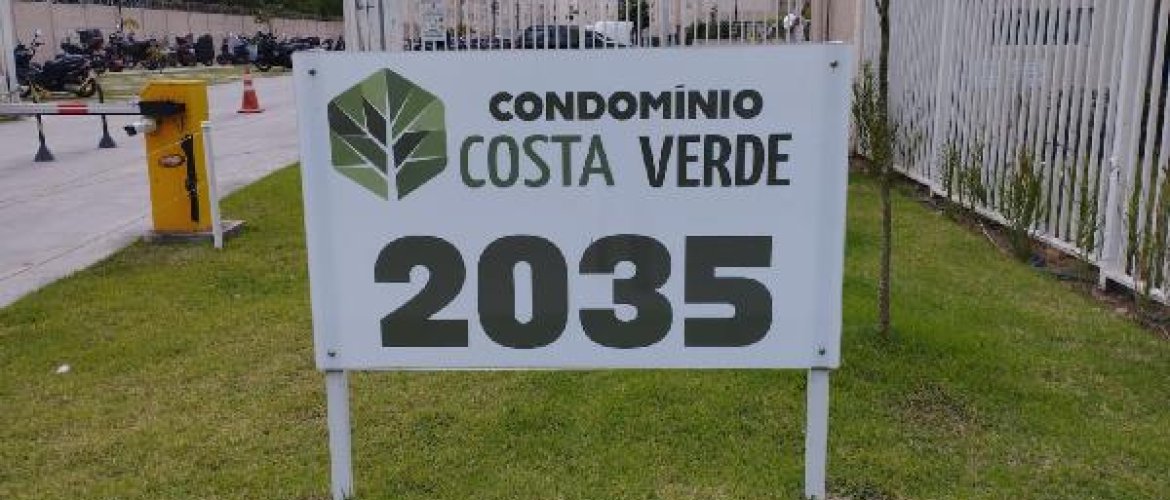 CONDOMÍNIO
COSTA VERDE
2035